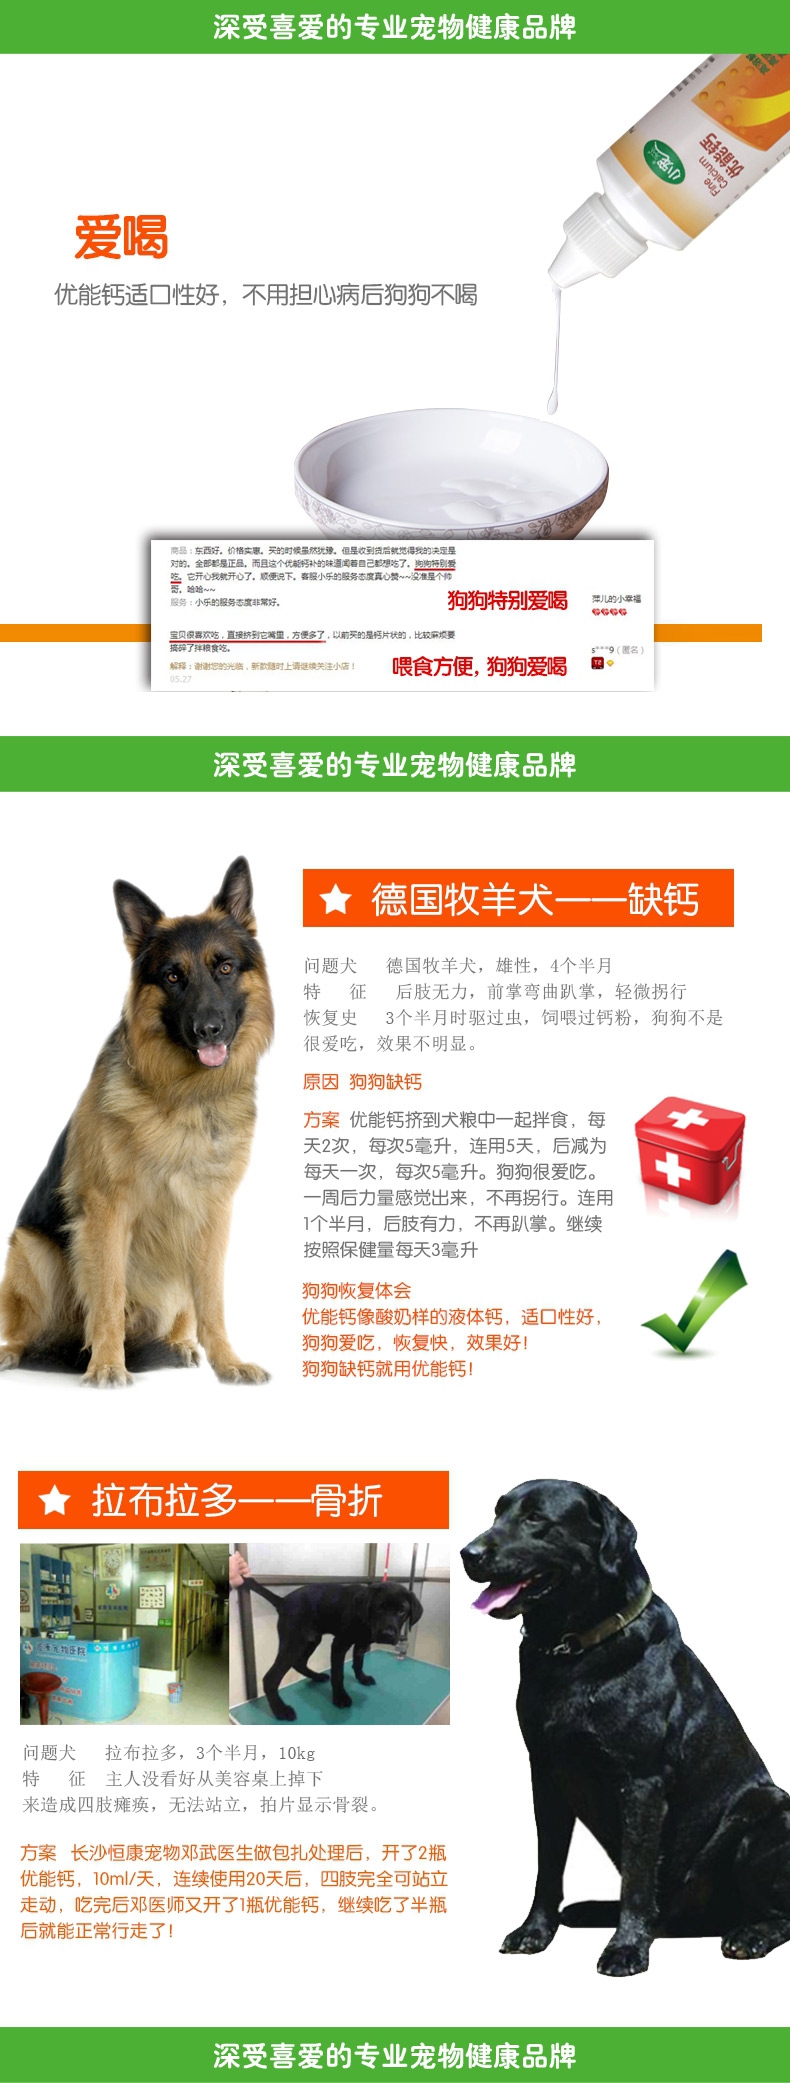 深受喜爱的专业宠物健康品牌
小宠
Fine
Calcium
优能钙
爱喝
优能钙适口性好，不用担心病后狗狗不喝
商品：东西好。价格实惠。买的时候虽然犹豫。但是收到货后就觉得我的决定是
对的。全部都是正品。而且这个优能钙补的味道闻着自己都想吃了。狗狗特别爱
吃。它开心我就开心了。顺便说下。客服小乐的服务态度真心赞~~没准是个帅
哥。哈哈~~
服务：小乐的服务态度非常好。
狗狗特别爱喝
萍儿的小幸福
宝贝很喜欢吃，直接挤到它嘴里，方便多了，以前买的是钙片状的，比较麻烦要
搞碎了拌粮食吃。
解释：谢谢您的光临，新款随时上请继续关注小店！
05.27
喂食方便，狗狗爱喝
s***9（匿名）
深受喜爱的专业宠物健康品牌
德国牧羊犬——缺钙
问题犬 德国牧羊犬，雄性，4个半月
特 征 后肢无力，前掌弯曲趴掌，轻微拐行
恢复史 3个半月时驱过虫，饲喂过钙粉，狗狗不是
很爱吃，效果不明显。
原因 狗狗缺钙
方案 优能钙挤到犬粮中一起拌食，每
天2次，每次5毫升，连用5天，后减为
每天一次，每次5毫升。狗狗很爱吃。
一周后力量感觉出来，不再拐行。连用
1个半月，后肢有力，不再趴掌。继续
按照保健量每天3毫升
狗狗恢复体会
优能钙像酸奶样的液体钙，适口性好，
狗狗爱吃，恢复快，效果好！
狗狗缺钙就用优能钙！
拉布拉多——骨折
问题犬 拉布拉多，3个半月，10kg
特 征 主人没看好从美容桌上掉下
来造成四肢瘫痪，无法站立，拍片显示骨裂。
方案 长沙恒康宠物邓武医生做包扎处理后，开了2瓶
优能钙，10ml/天，连续使用20天后，四肢完全可站立
走动，吃完后邓医师又开了1瓶优能钙，继续吃了半瓶
后就能正常行走了！
深受喜爱的专业宠物健康品牌